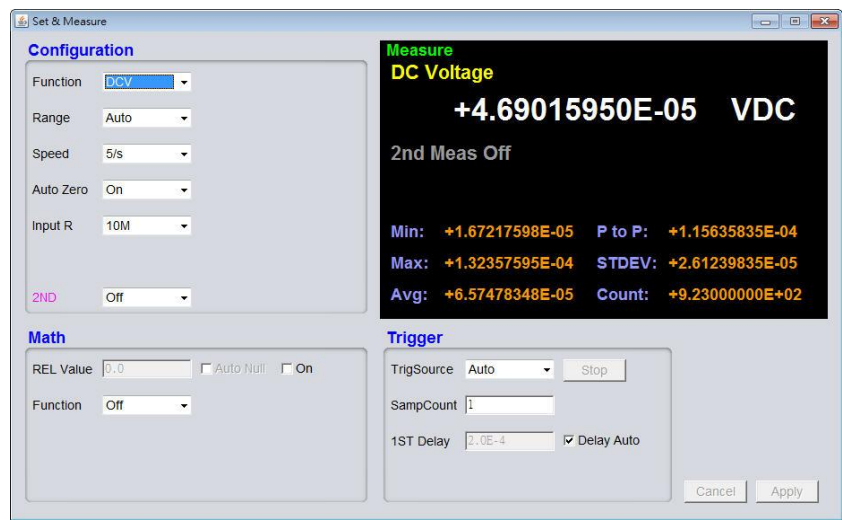 Set & Measure
Configuration
Function DCV
Range Auto
Speed 5/s
Auto Zero On
Input R 10M
2ND Off
Measure
DC Voltage
+4.69015950E-05 VDC
2nd Meas Off
Min: +1.67217598E-05 P to P: +1.15635835E-04
Max: +1.32357595E-04 STDEV: +2.61239835E-05
Avg: +6.57478348E-05 Count: +9.23000000E+02
Math
REL Value 0.0 Auto Null On
Function Off
Trigger
TrigSource Auto Stop
SampCount 1
1ST Delay 2.0E-4 Delay Auto
Cancel Apply